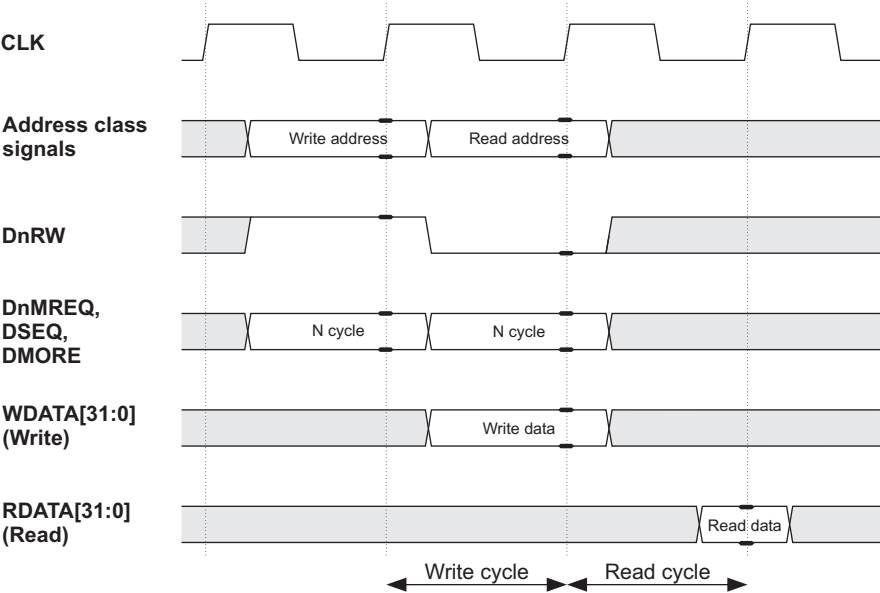 CLK
Address class
signals
Write address
Read address
DnRW
DnMREQ,
DSEQ,
DMORE
N cycle
N cycle
WDATA[31:0]
(Write)
Write data
RDATA[31:0]
(Read)
Read data
Write cycle
Read cycle